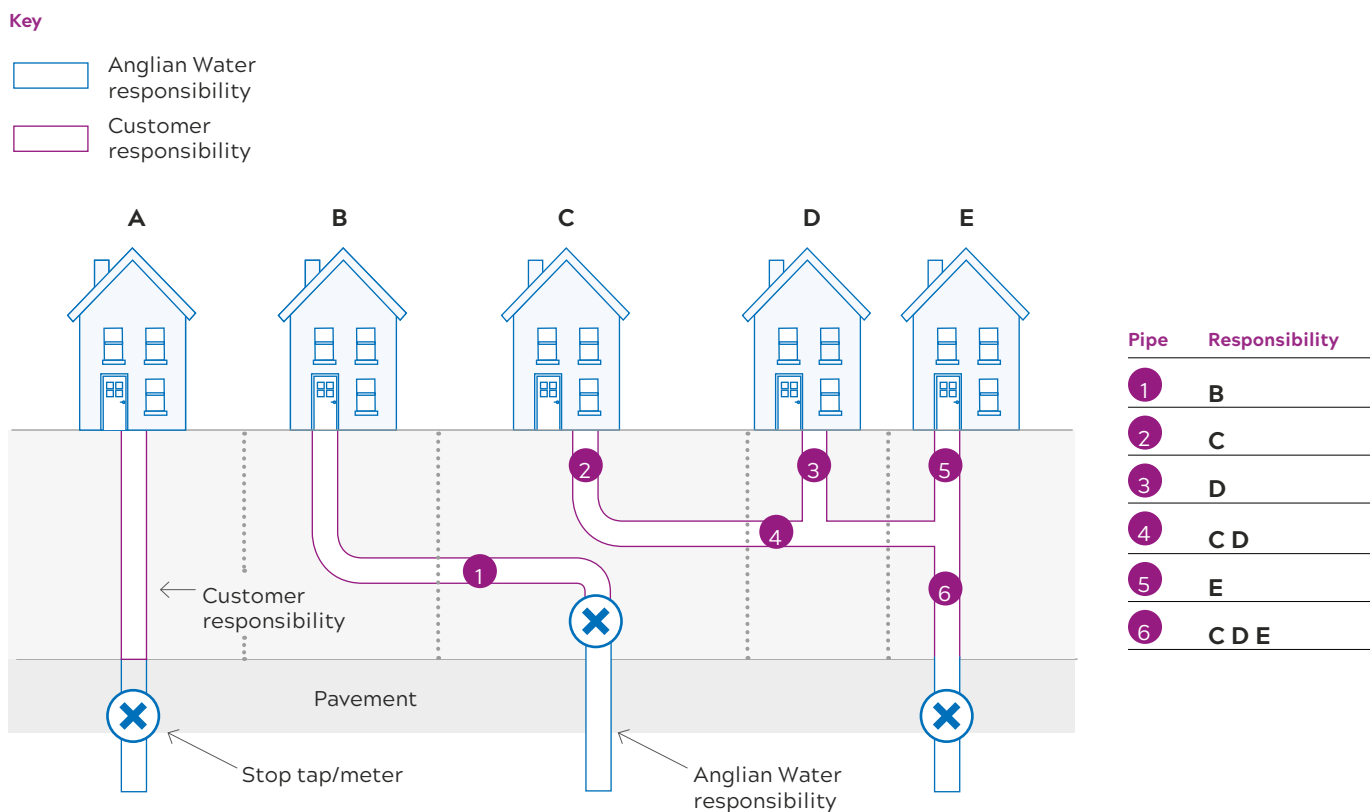 Key
Anglian Water
responsibility
Customer
responsibility
A B C D E
2 3 5
4
1
6
Customer
responsibility
Pavement
Stop tap/meter
Anglian Water
responsibility
Pipe Responsibility
1 B
2 C
3 D
4 C D
5 E
6 C D E